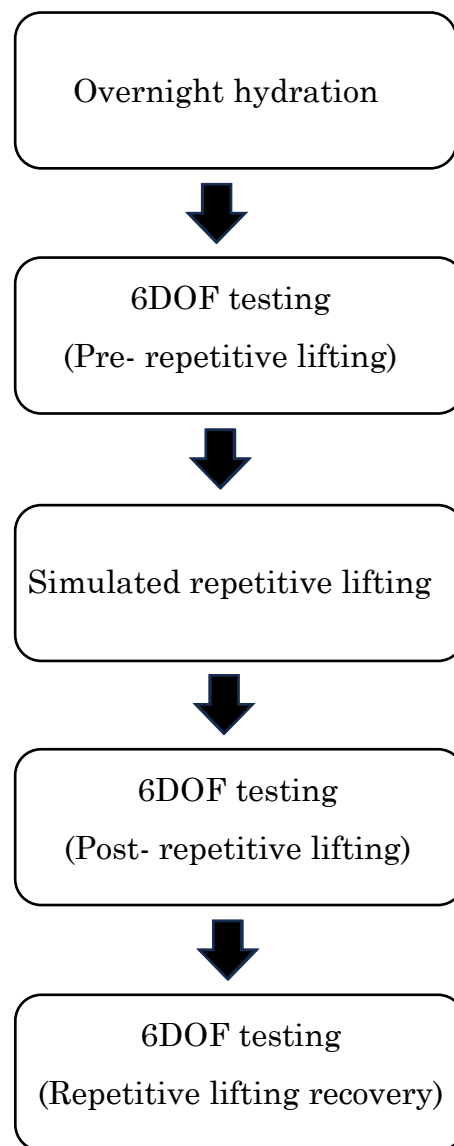 Overnight hydration
6DOF testing
(Pre- repetitive lifting)
Simulated repetitive lifting
6DOF testing
(Post- repetitive lifting)
6DOF testing
(Repetitive lifting recovery)